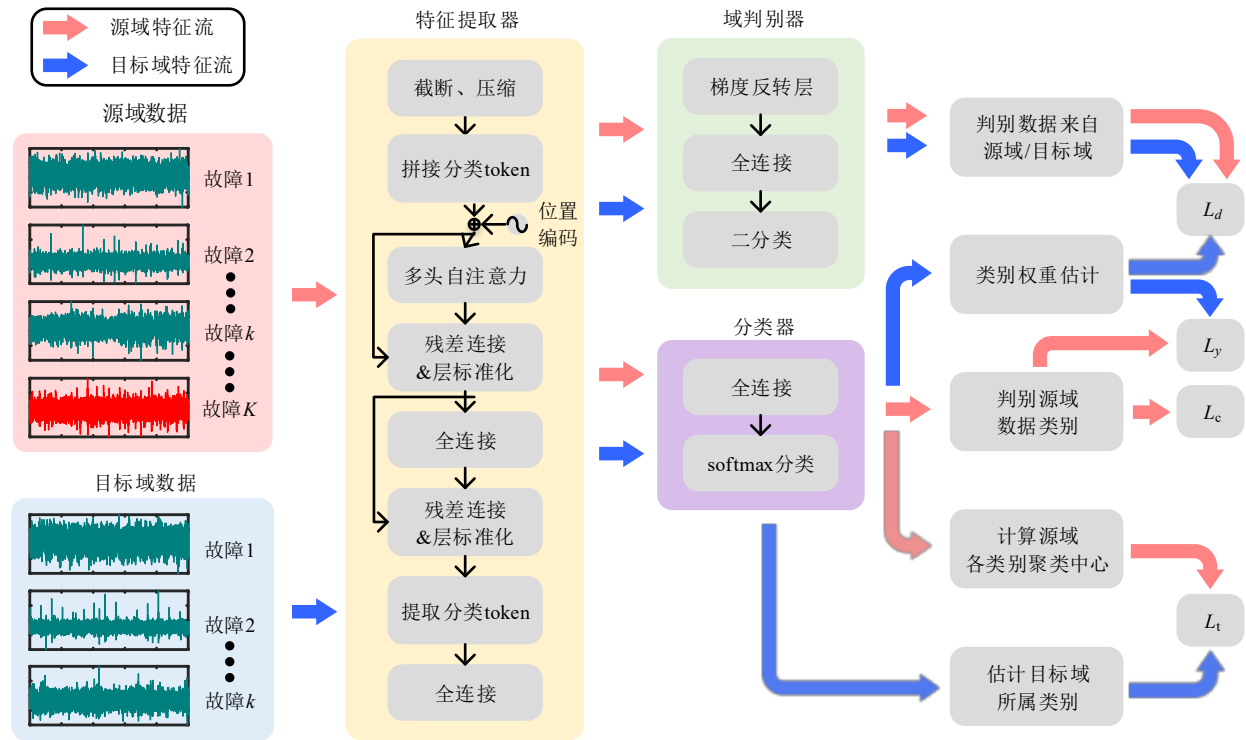 源域特征流
目标域特征流
源域数据
故障1
故障2
故障k
故障K
目标域数据
故障1
故障2
故障k
特征提取器
截断、压缩
拼接分类token
位置
编码
多头自注意力
残差连接
&层标准化
全连接
残差连接
&层标准化
提取分类token
全连接
域判别器
梯度反转层
全连接
二分类
分类器
全连接
softmax分类
判别数据来自
源域/目标域
类别权重估计
判别源域
数据类别
计算源域
各类别聚类中心
估计目标域
所属类别
Ld
Ly
Lc
Lt